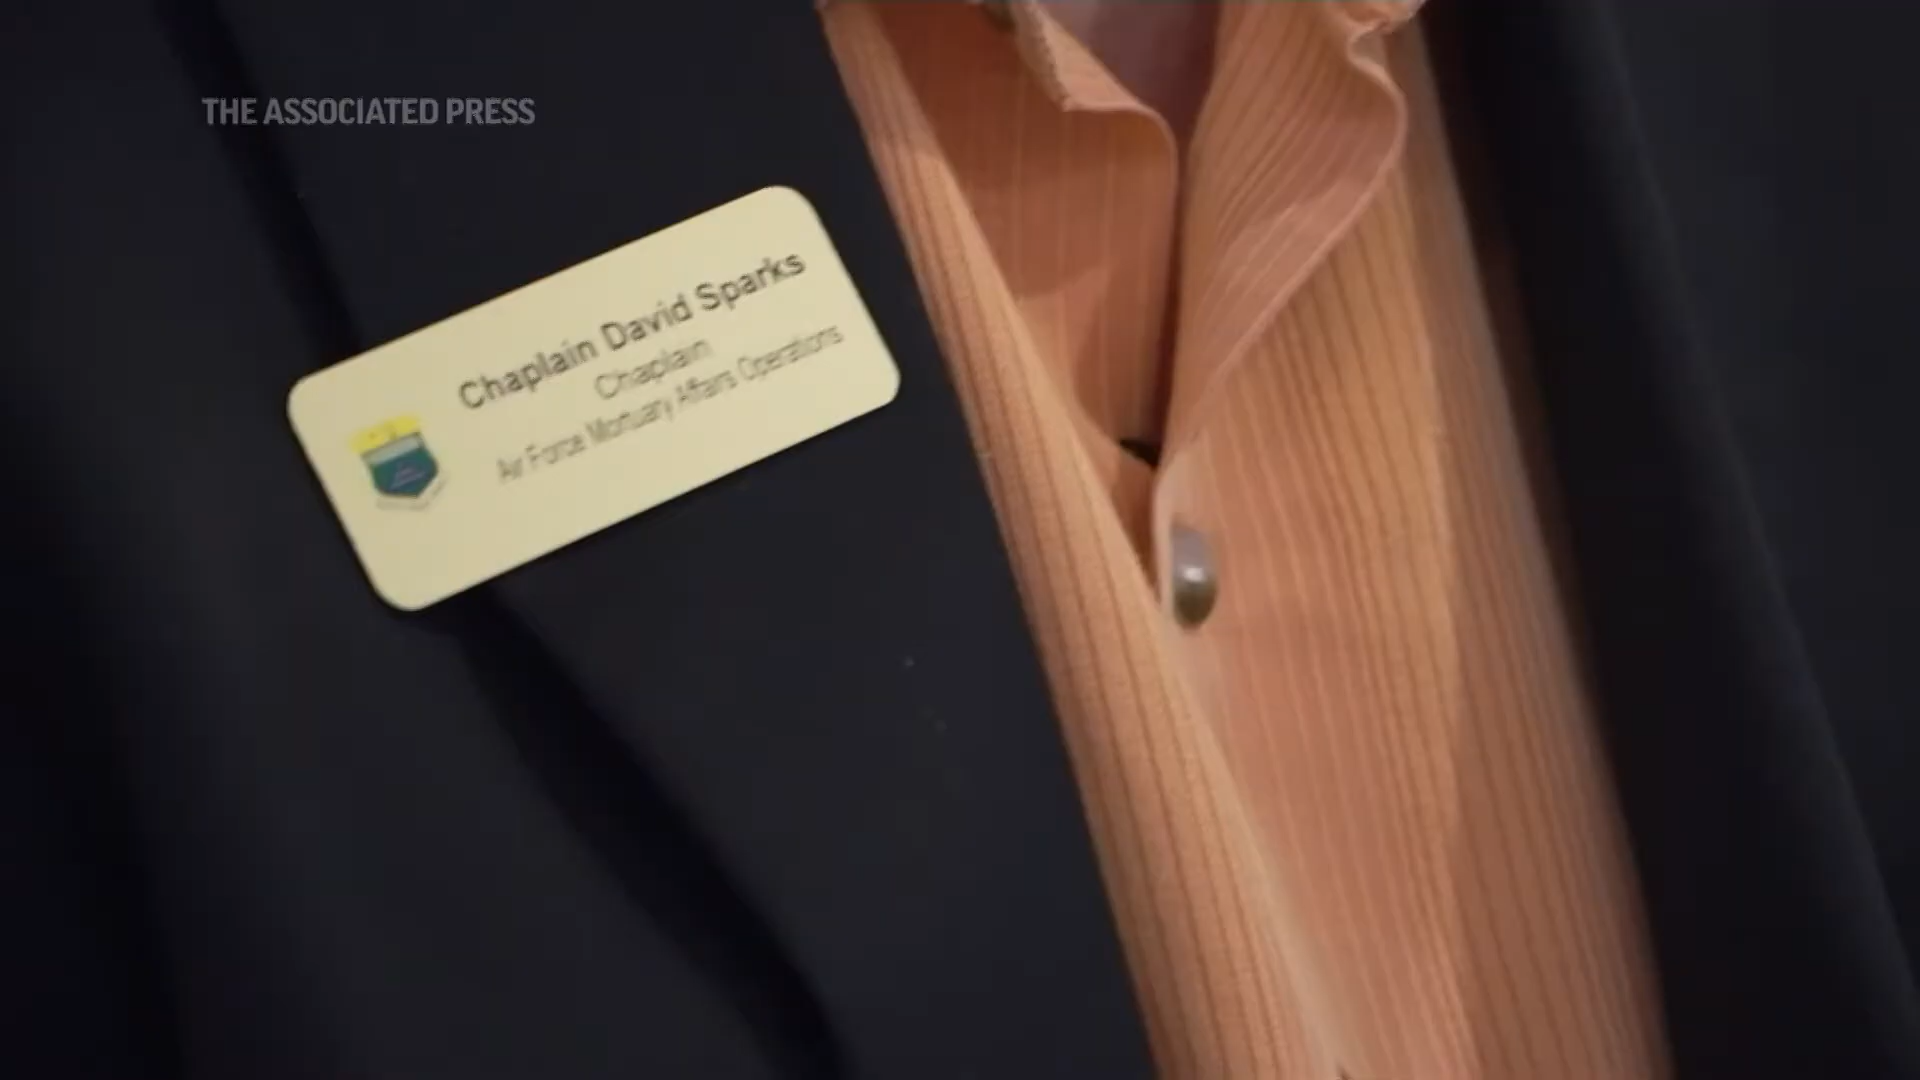 THE ASSOCIATED PRESS
Chaplain David Sparks
Chaplain
Air Force Mortuary Affairs Operations